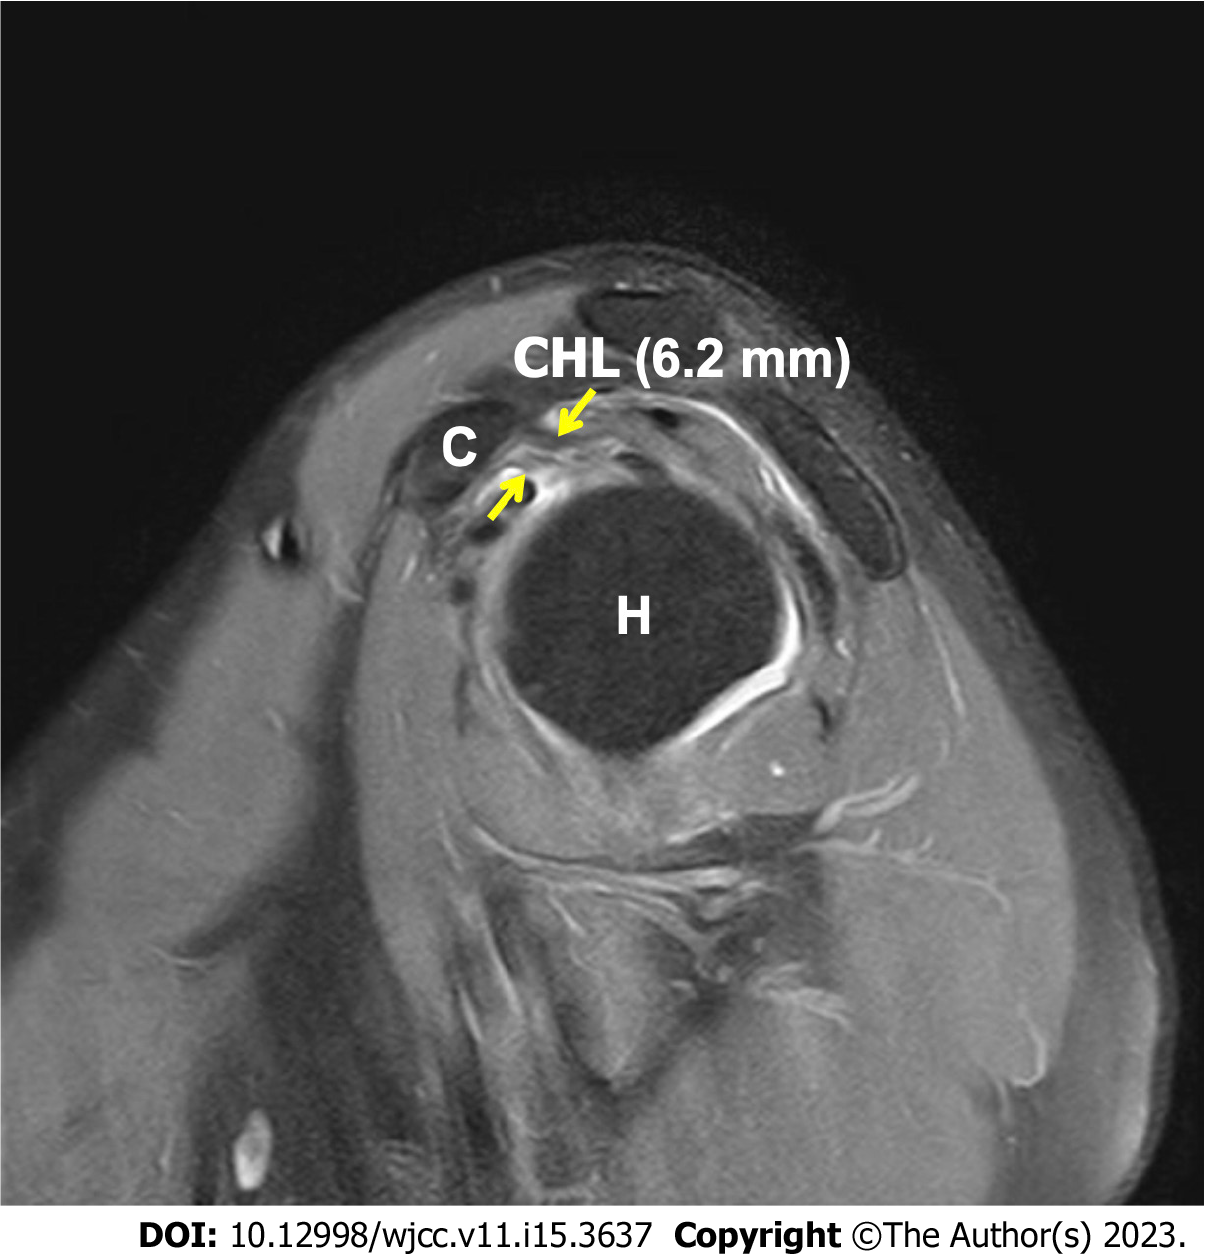 CHL (6.2 mm)
C
H
DOI: 10.12998/wjcc.v11.i15.3637 Copyright ©The Author(s) 2023.